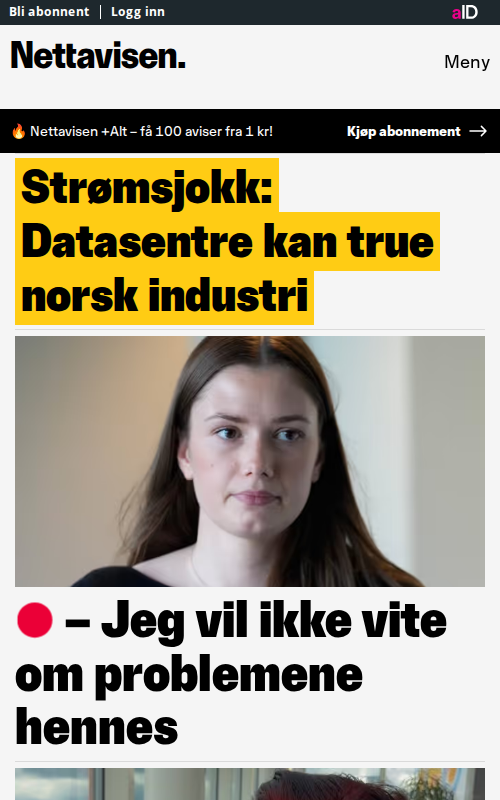 Bli abonnent | Logg inn
aID
Nettavisen.
Meny
🔥 Nettavisen +Alt – få 100 aviser fra 1 kr!
Kjøp abonnement →
Strømsjokk:
Datasentre kan true
norsk industri
🔴 – Jeg vil ikke vite
om problemene
hennes